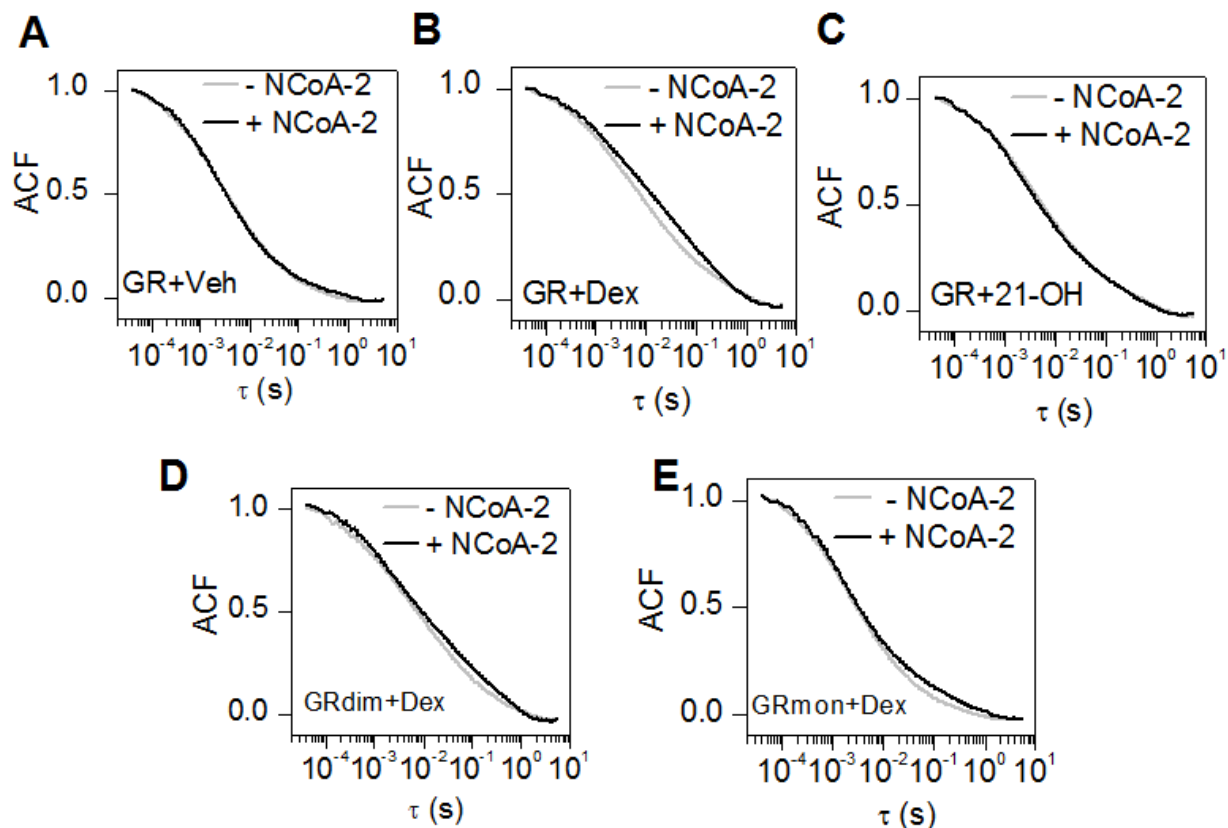 A
- NCoA-2
+ NCoA-2
1.0
0.5
0.0
ACF
GR+Veh
10⁻⁴ 10⁻³ 10⁻² 10⁻¹ 10⁰ 10¹
τ (s)
B
- NCoA-2
+ NCoA-2
1.0
0.5
0.0
ACF
GR+Dex
10⁻⁴ 10⁻³ 10⁻² 10⁻¹ 10⁰ 10¹
τ (s)
C
- NCoA-2
+ NCoA-2
1.0
0.5
0.0
ACF
GR+21-OH
10⁻⁴ 10⁻³ 10⁻² 10⁻¹ 10⁰ 10¹
τ (s)
D
- NCoA-2
+ NCoA-2
1.0
0.5
0.0
ACF
GRdim+Dex
10⁻⁴ 10⁻³ 10⁻² 10⁻¹ 10⁰ 10¹
τ (s)
E
- NCoA-2
+ NCoA-2
1.0
0.5
0.0
ACF
GRmon+Dex
10⁻⁴ 10⁻³ 10⁻² 10⁻¹ 10⁰ 10¹
τ (s)